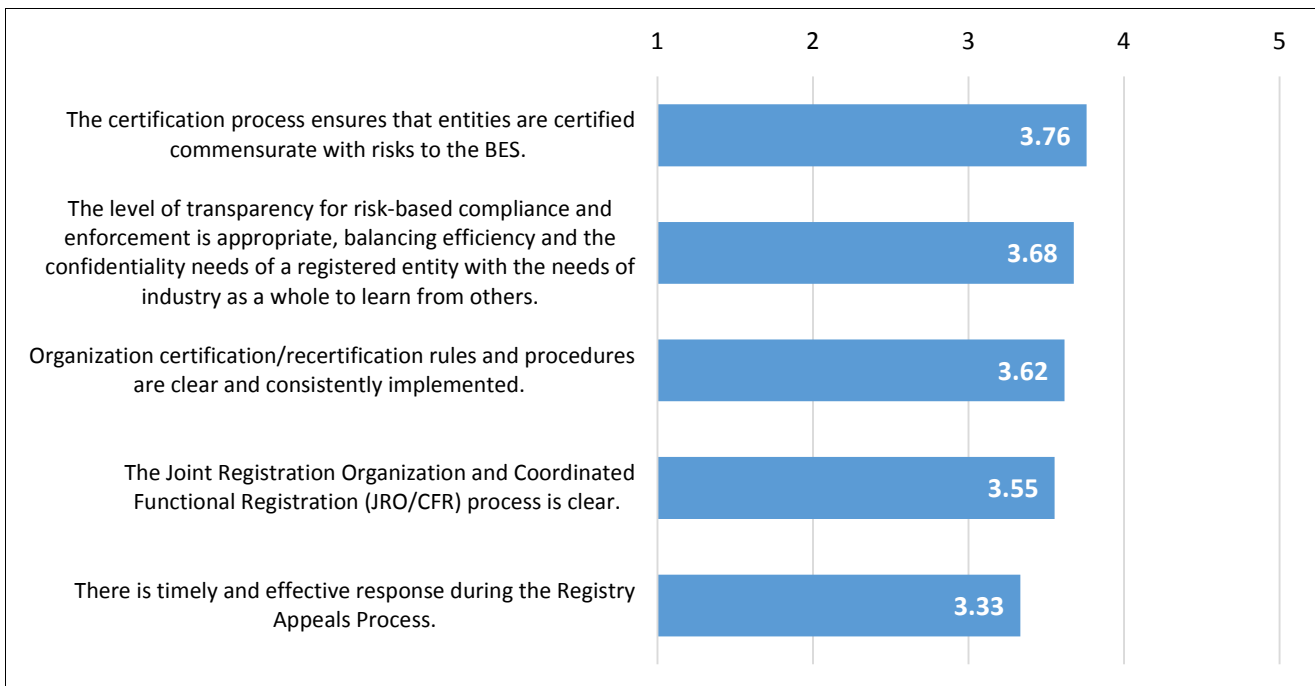 1 2 3 4 5
The certification process ensures that entities are certified
commensurate with risks to the BES.
3.76
The level of transparency for risk-based compliance and
enforcement is appropriate, balancing efficiency and the
confidentiality needs of a registered entity with the needs of
industry as a whole to learn from others.
3.68
Organization certification/recertification rules and procedures
are clear and consistently implemented.
3.62
The Joint Registration Organization and Coordinated
Functional Registration (JRO/CFR) process is clear.
3.55
There is timely and effective response during the Registry
Appeals Process.
3.33